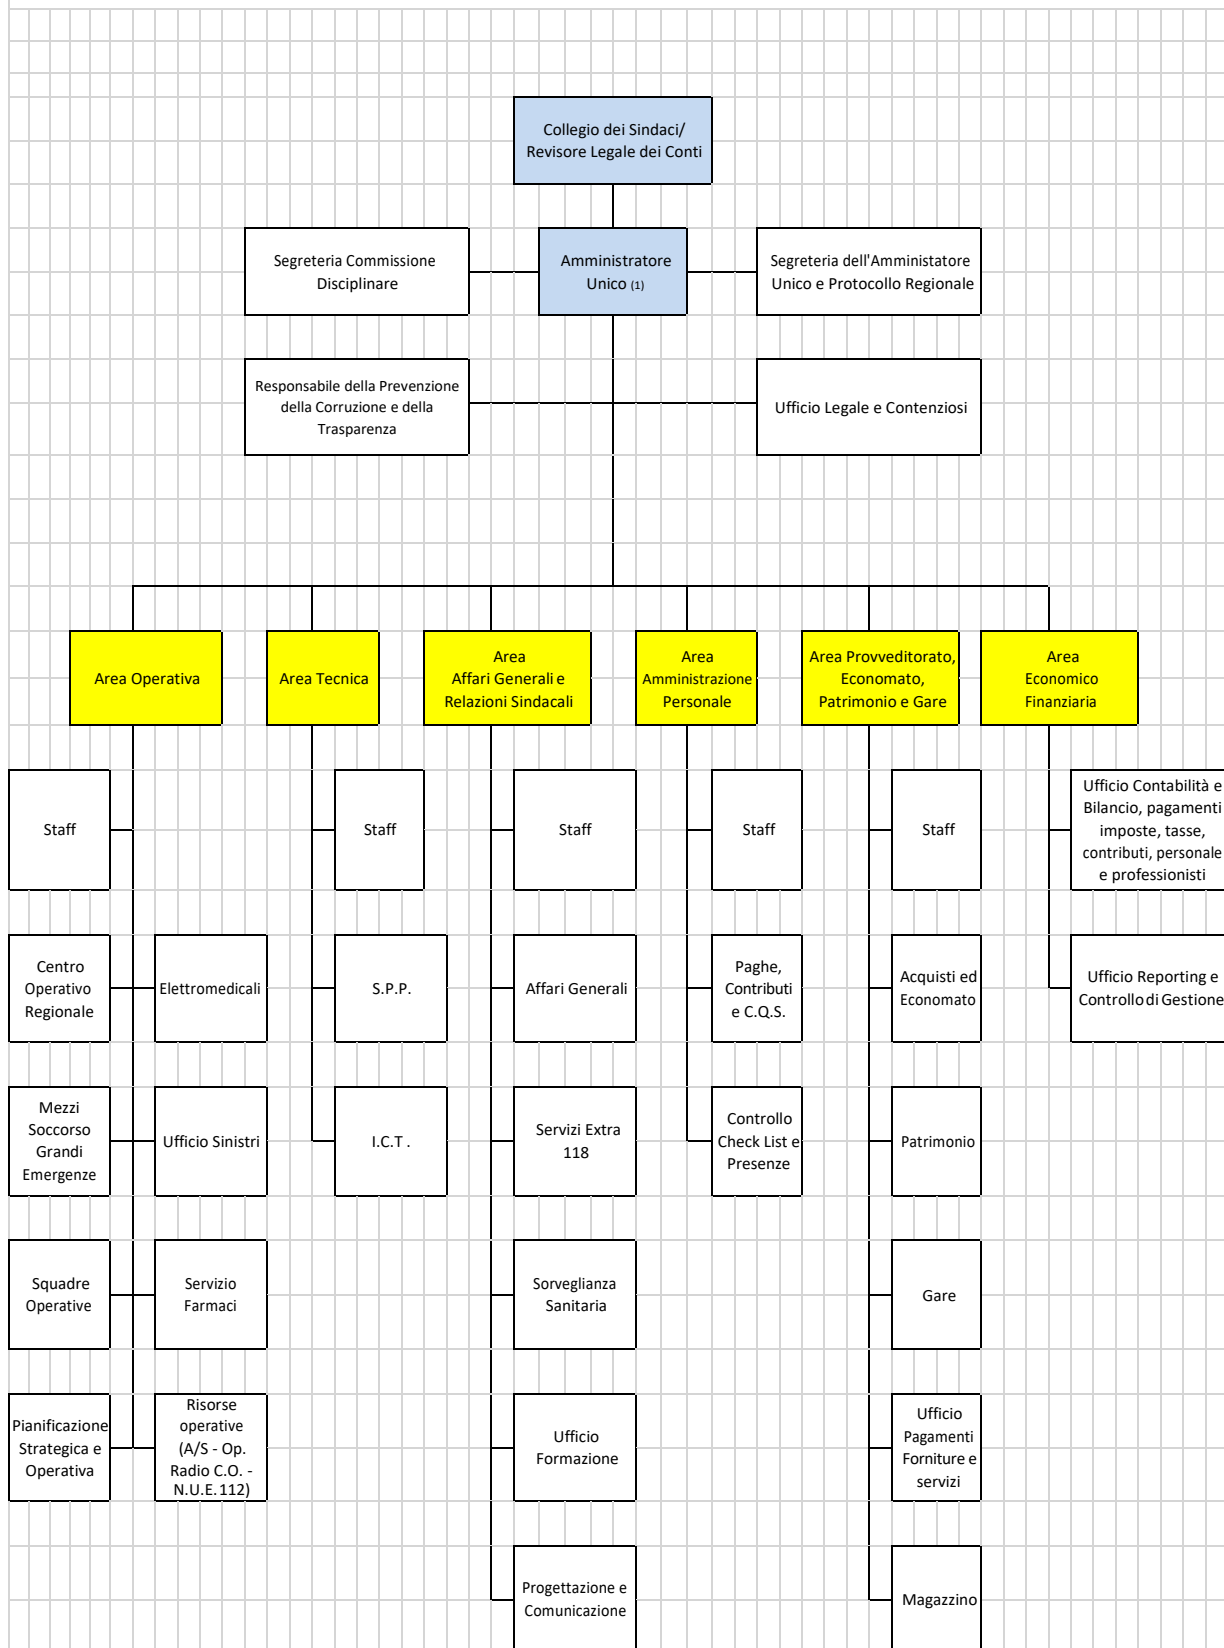 Collegio dei Sindaci/
Revisore Legale dei Conti
Segreteria Commissione
Disciplinare
Amministratore
Unico (1)
Segreteria dell'Amministatore
Unico e Protocollo Regionale
Responsabile della Prevenzione
della Corruzione e della
Trasparenza
Ufficio Legale e Contenziosi
Area Operativa
Area Tecnica
Area
Affari Generali e
Relazioni Sindacali
Area
Amministrazione
Personale
Area Provveditorato,
Economato,
Patrimonio e Gare
Area
Economico
Finanziaria
Staff
Staff
Staff
Staff
Staff
Ufficio Contabilità e
Bilancio, pagamenti
imposte, tasse,
contributi, personale
e professionisti
Centro
Operativo
Regionale
Elettromedicali
S.P.P.
Affari Generali
Paghe,
Contributi
e C.Q.S.
Acquisti ed
Economato
Ufficio Reporting e
Controllo di Gestione
Mezzi
Soccorso
Grandi
Emergenze
Ufficio Sinistri
I.C.T .
Servizi Extra
118
Controllo
Check List e
Presenze
Patrimonio
Squadre
Operative
Servizio
Farmaci
Sorveglianza
Sanitaria
Gare
Pianificazione
Strategica e
Operativa
Risorse
operative
(A/S - Op.
Radio C.O. -
N.U.E. 112)
Ufficio
Formazione
Ufficio
Pagamenti
Forniture e
servizi
Progettazione e
Comunicazione
Magazzino